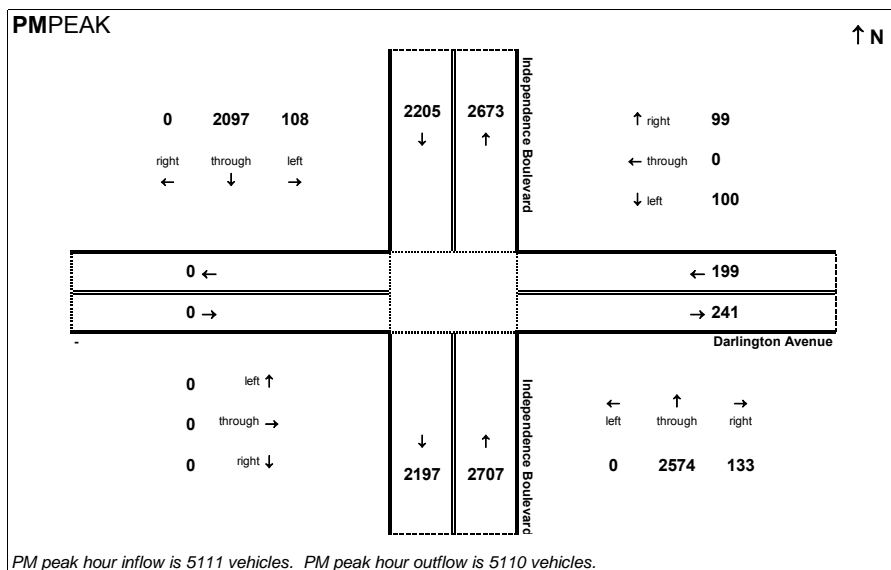 PMPEAK
↑ N
Independence Boulevard
0 2097 108
right through left
← ↓ →
2205 2673
↓ ↑
↑ right 99
← through 0
↓ left 100
0 ←
← 199
0 →
→ 241
-
Darlington Avenue
0 left ↑
0 through →
0 right ↓
↓ ↑
2197 2707
Independence Boulevard
← ↑ →
left through right
0 2574 133
PM peak hour inflow is 5111 vehicles. PM peak hour outflow is 5110 vehicles.